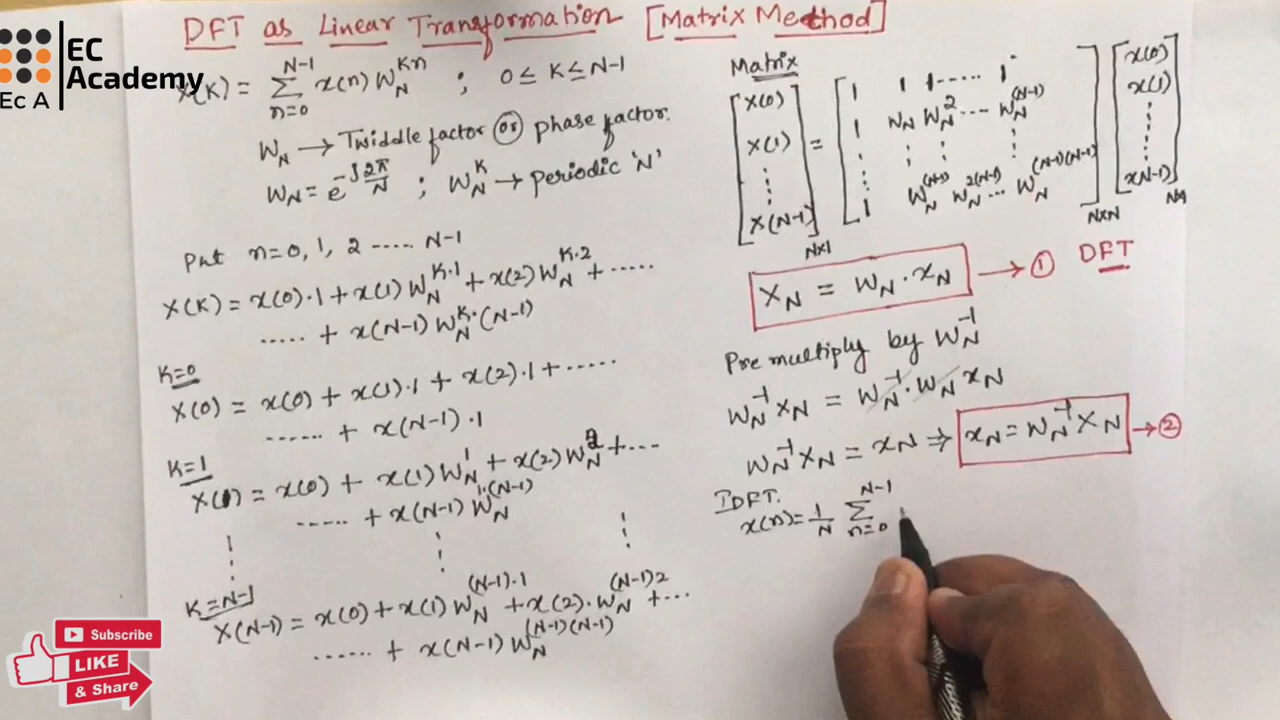 DFT as Linear Transformation [Matrix Method]
EC
Academy
Ec A
X(K) = Σ_{n=0}^{N-1} x(n) W_N^{Kn} ; 0 ≤ K ≤ N-1
W_N → Twiddle factor (or) phase factor.
W_N = e^{-j2π/N} ; W_N^K → periodic 'N'
Put n=0, 1, 2 ..... N-1
X(K) = x(0)·1 + x(1) W_N^{K·1} + x(2) W_N^{K·2} + .....
..... + x(N-1) W_N^{K·(N-1)}
K=0
X(0) = x(0) + x(1)·1 + x(2)·1 + .....
...... + x(N-1)·1
K=1
X(1) = x(0) + x(1) W_N^1 + x(2) W_N^2 + ....
...... + x(N-1) W_N^{1·(N-1)}
K=N-1
X(N-1) = x(0) + x(1) W_N^{(N-1)·1} + x(2)· W_N^{(N-1)2} + ...
...... + x(N-1) W_N^{(N-1)(N-1)}
Matrix
[X(0) = [1 1 1 ..... 1] [x(0)
X(1) 1 W_N W_N^2 .... W_N^{(N-1)} x(1)
X(N-1)] N×1 1 W_N^{(N-1)} W_N^{2(N-1)} ... W_N^{(N-1)(N-1)} ] N×N x(N-1)]
X_N = W_N · x_N → ① DFT
Pre multiply by W_N^{-1}
W_N^{-1} X_N = W_N^{-1} · W_N x_N
W_N^{-1} X_N = x_N ⇒ x_N = W_N^{-1} X_N → ②
IDFT.
x(n) = 1/N Σ_{n=0}^{N-1}
Subscribe
LIKE
& Share